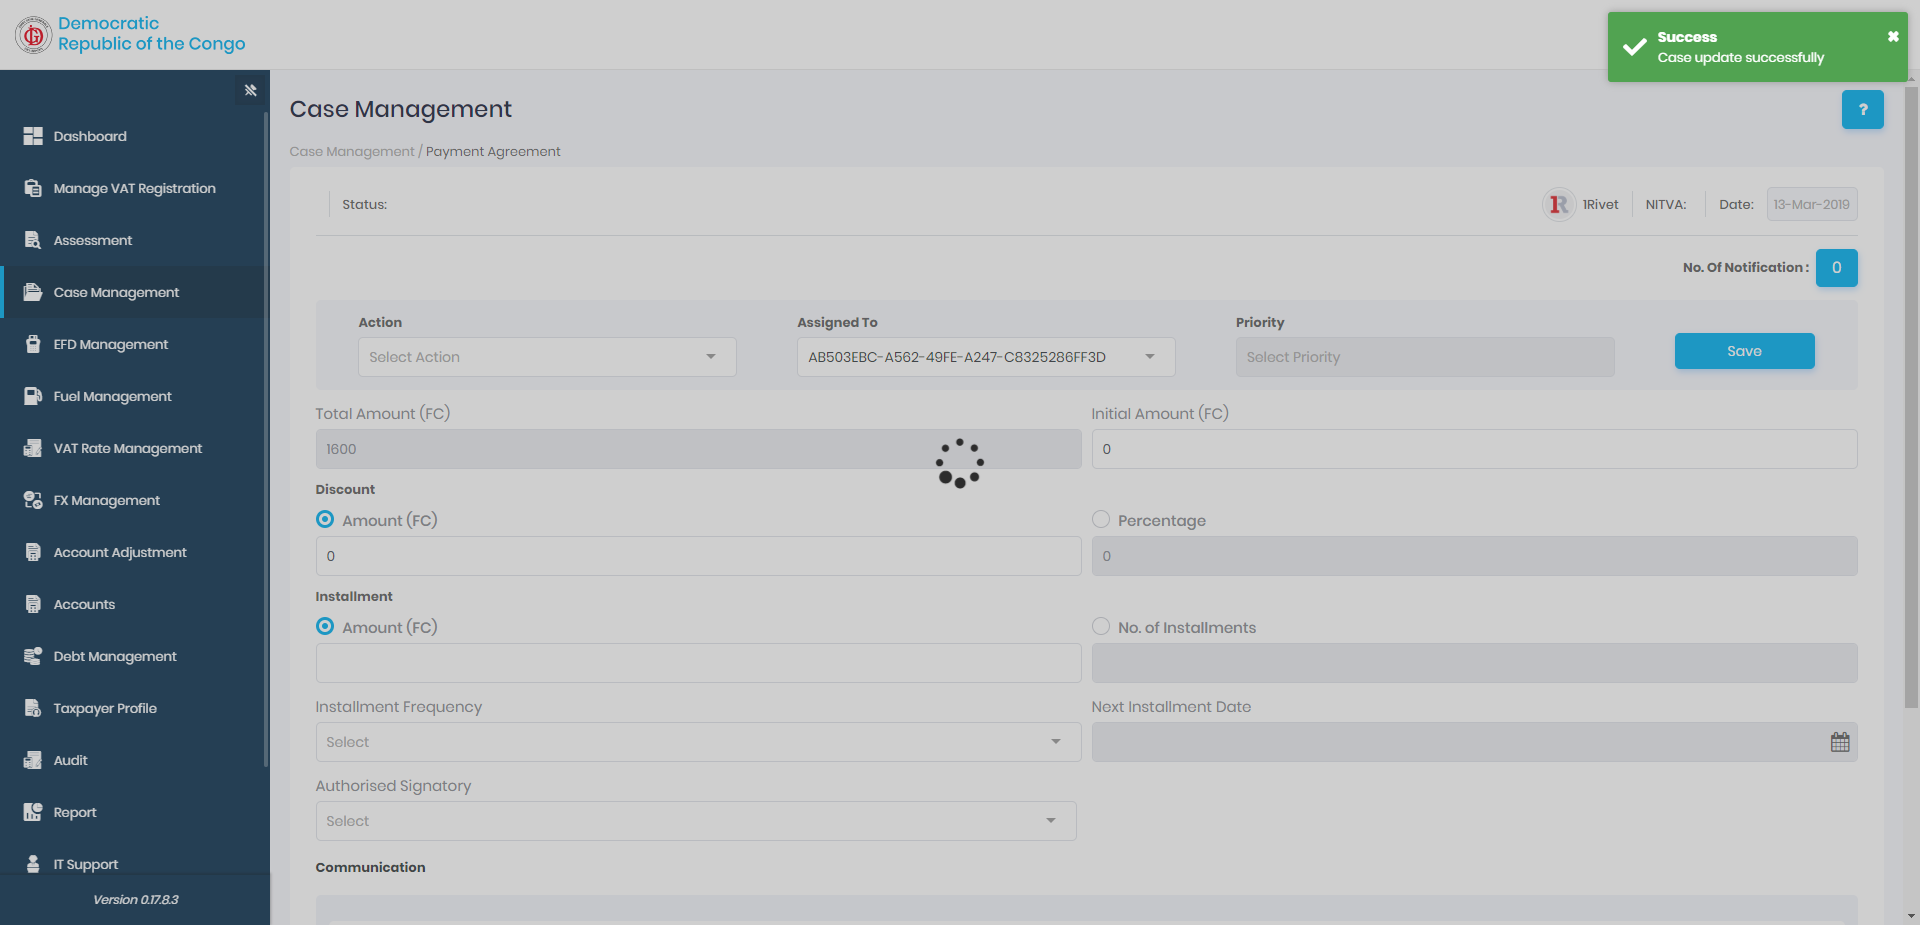 Democratic
Republic of the Congo
Success
Case update successfully
Dashboard
Manage VAT Registration
Assessment
Case Management
EFD Management
Fuel Management
VAT Rate Management
FX Management
Account Adjustment
Accounts
Debt Management
Taxpayer Profile
Audit
Report
IT Support
Version 0.17.8.3
Case Management
?
Case Management / Payment Agreement
Status:
1R 1Rivet
NITVA:
Date: 13-Mar-2019
No. Of Notification : 0
Action
Select Action
Assigned To
AB503EBC-A562-49FE-A247-C8325286FF3D
Priority
Select Priority
Save
Total Amount (FC)
1600
Initial Amount (FC)
0
Discount
Amount (FC)
0
Percentage
0
Installment
Amount (FC)
No. of Installments
Installment Frequency
Select
Next Installment Date
Authorised Signatory
Select
Communication